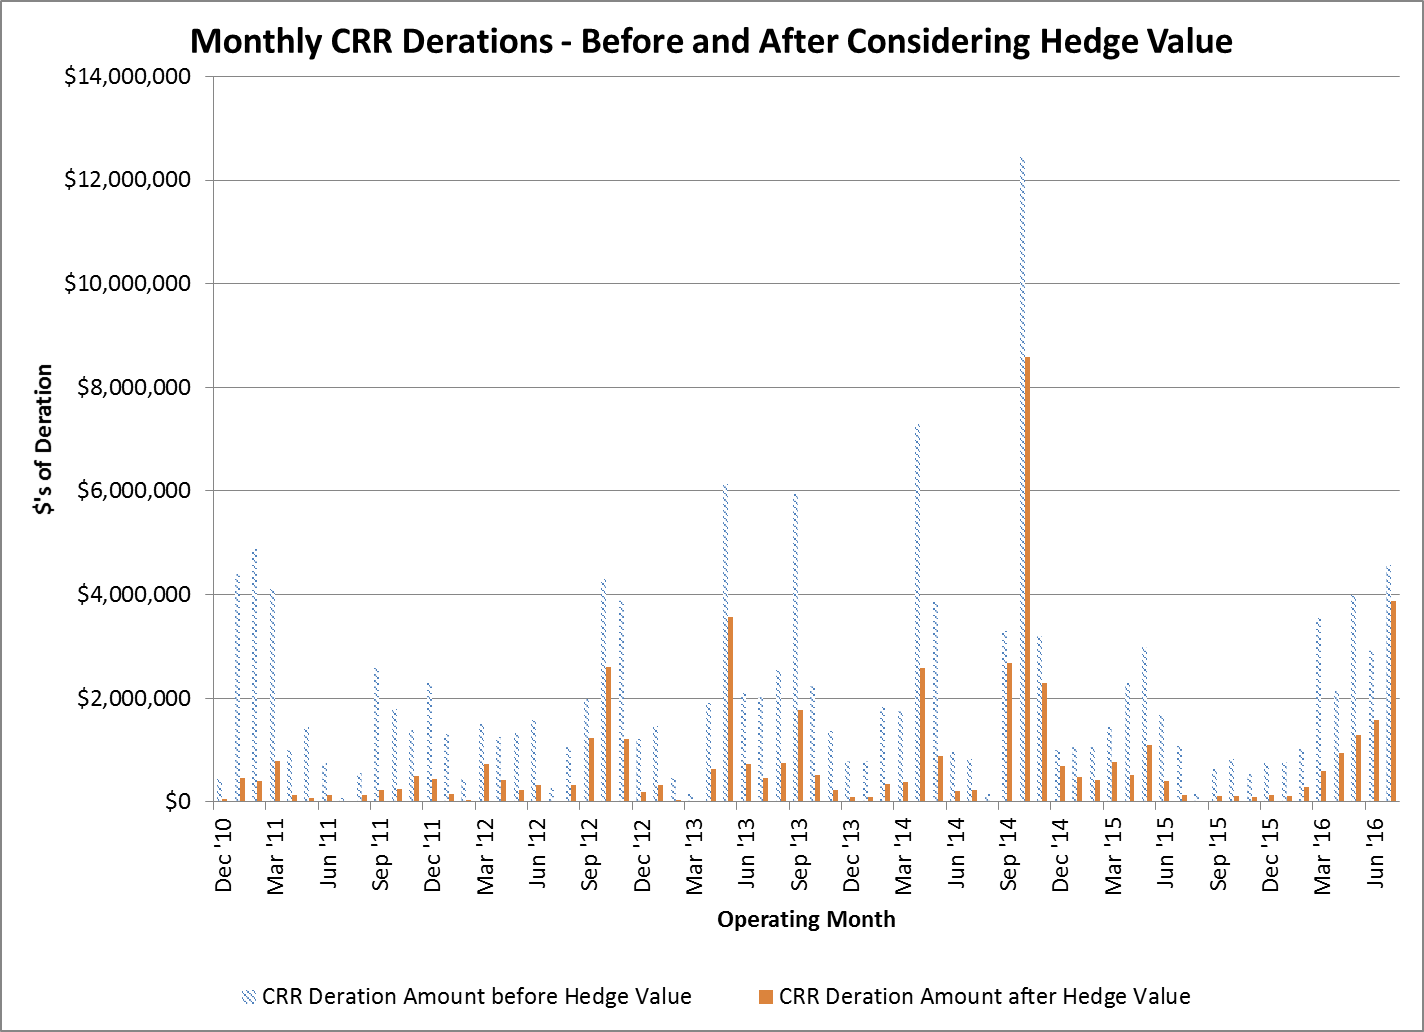 Monthly CRR Derations - Before and After Considering Hedge Value
$14,000,000
$12,000,000
$10,000,000
$8,000,000
$6,000,000
$4,000,000
$2,000,000
$0
$'s of Deration
Dec '10
Mar '11
Jun '11
Sep '11
Dec '11
Mar '12
Jun '12
Sep '12
Dec '12
Mar '13
Jun '13
Sep '13
Dec '13
Mar '14
Jun '14
Sep '14
Dec '14
Mar '15
Jun '15
Sep '15
Dec '15
Mar '16
Jun '16
Operating Month
CRR Deration Amount before Hedge Value
CRR Deration Amount after Hedge Value